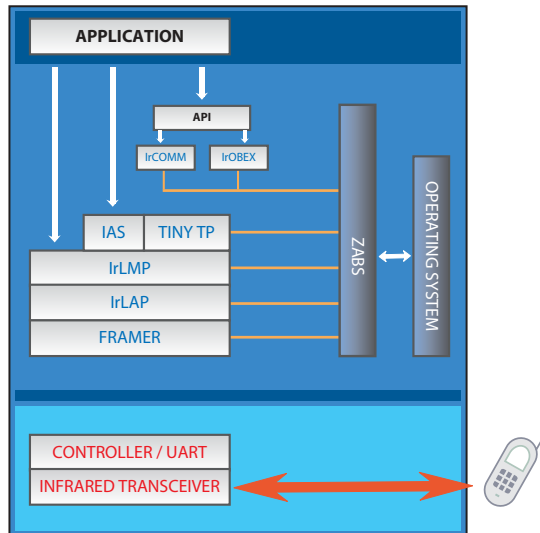 APPLICATION
API
IrCOMM
IrOBEX
IAS
TINY TP
IrLMP
IrLAP
FRAMER
ZABS
OPERATING SYSTEM
CONTROLLER / UART
INFRARED TRANSCEIVER